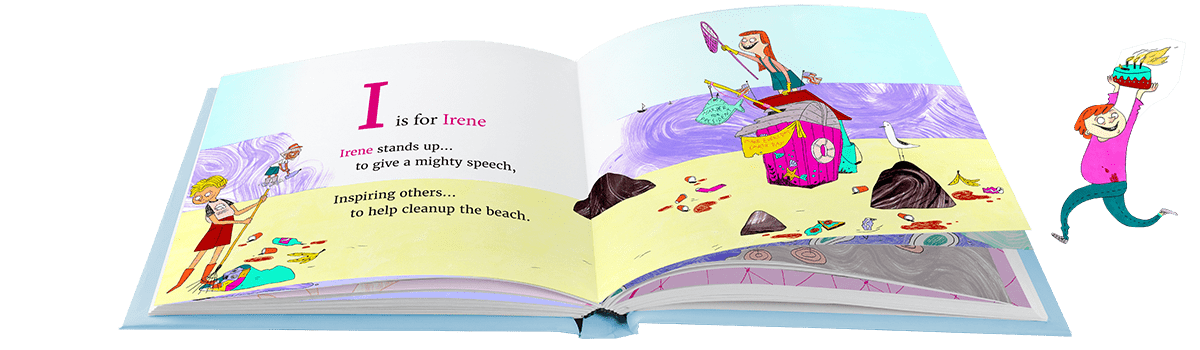 I is for Irene
Irene stands up...
to give a mighty speech,
Inspiring others...
to help cleanup the beach.